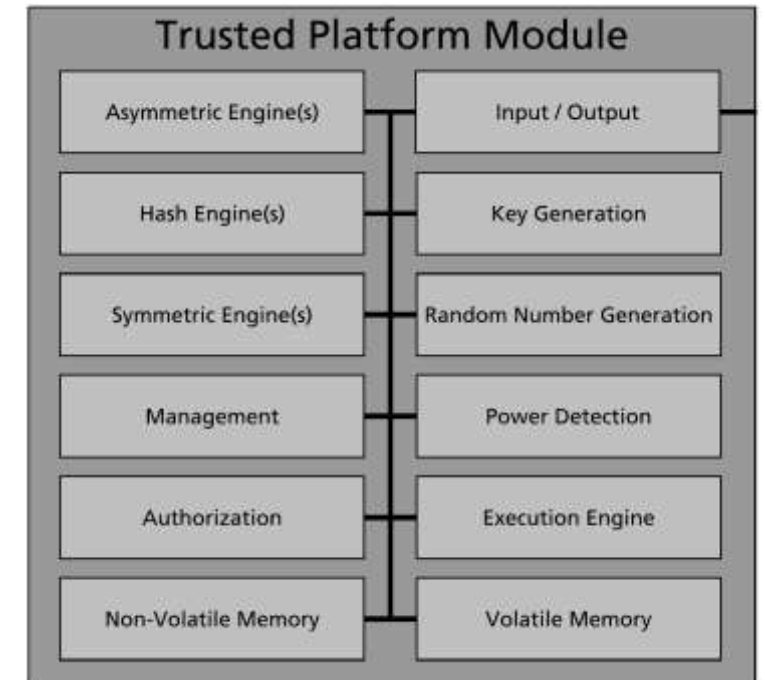 Trusted Platform Module
Asymmetric Engine(s)
Input / Output
Hash Engine(s)
Key Generation
Symmetric Engine(s)
Random Number Generation
Management
Power Detection
Authorization
Execution Engine
Non-Volatile Memory
Volatile Memory